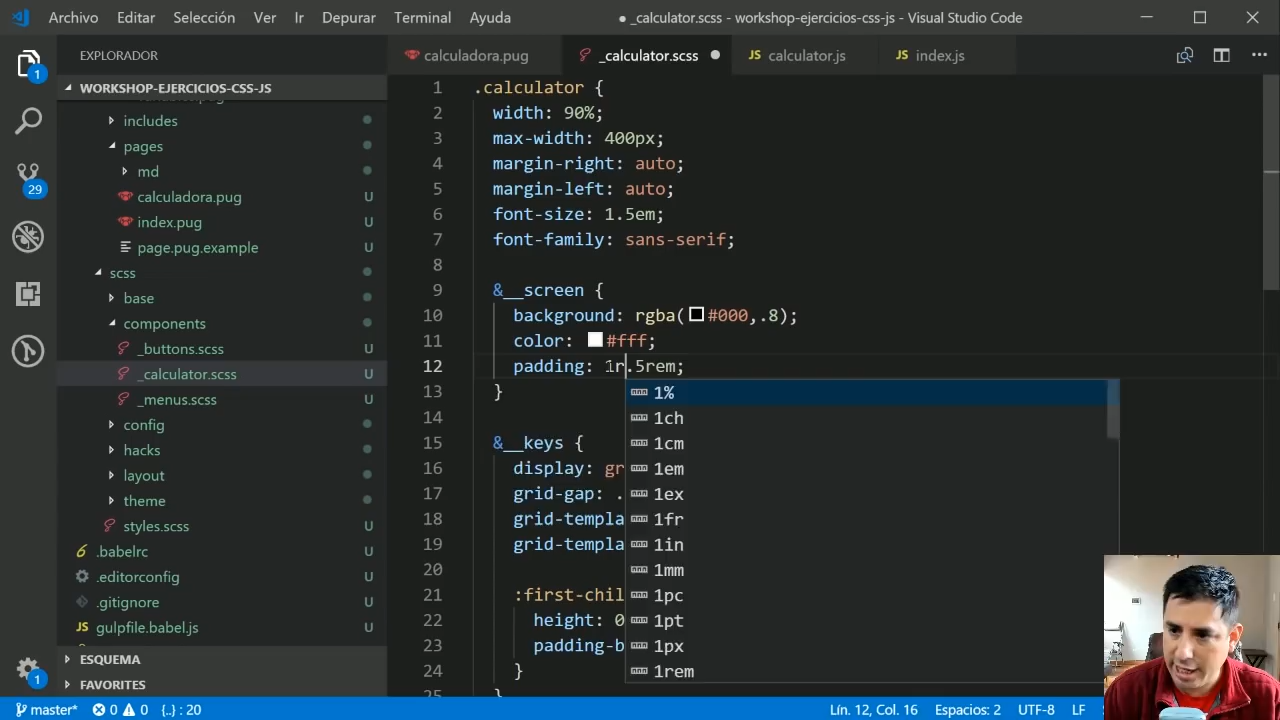 Archivo Editar Selección Ver Ir Depurar Terminal Ayuda ● _calculator.scss - workshop-ejercicios-css-js - Visual Studio Code
EXPLORADOR
calculadora.pug _calculator.scss JS calculator.js JS index.js
1
WORKSHOP-EJERCICIOS-CSS-JS
includes
pages
md
29
calculadora.pug U
index.pug U
page.pug.example U
scss
base
components
_buttons.scss U
_calculator.scss U
_menus.scss U
config
hacks
layout
theme
styles.scss U
.babelrc U
.editorconfig U
.gitignore U
JS gulpfile.babel.js U
ESQUEMA
FAVORITES
1
1 .calculator {
2 width: 90%;
3 max-width: 400px;
4 margin-right: auto;
5 margin-left: auto;
6 font-size: 1.5em;
7 font-family: sans-serif;
8
9 &__screen {
10 background: rgba(#000,.8);
11 color: #fff;
12 padding: 1r.5rem;
13 }
14
15 &__keys {
16 display: gr
17 grid-gap: .
18 grid-templa
19 grid-templa
20
21 :first-chil
22 height: 0
23 padding-b
24 }
25
1%
1ch
1cm
1em
1ex
1fr
1in
1mm
1pc
1pt
1px
1rem
master* 0 0 {..} : 20 Lín. 12, Col. 16 Espacios: 2 UTF-8 LF